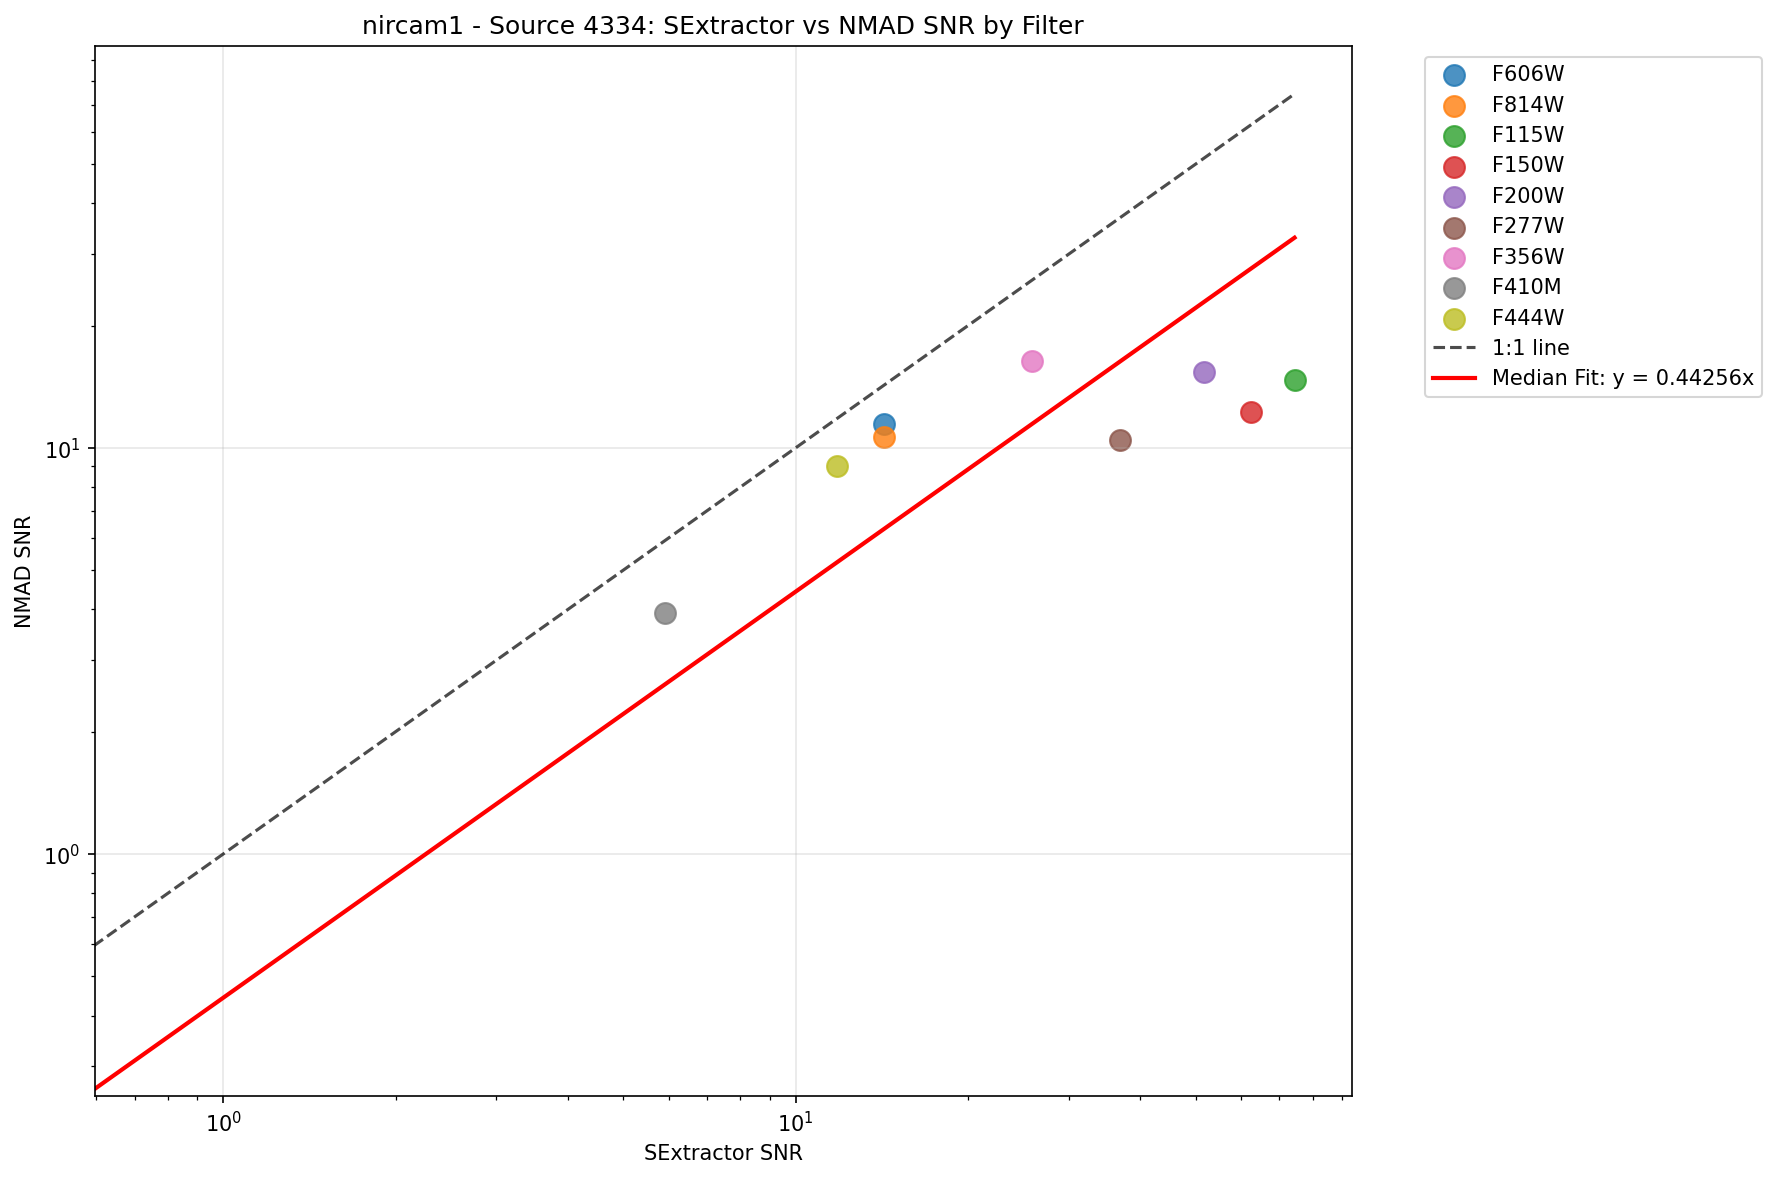 nircam1 - Source 4334: SExtractor vs NMAD SNR by Filter
F606W
F814W
F115W
F150W
F200W
F277W
F356W
F410M
F444W
1:1 line
Median Fit: y = 0.44256x
NMAD SNR
10¹
10⁰
10⁰
10¹
SExtractor SNR